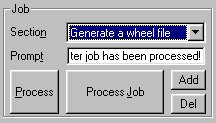 Job
Section Generate a wheel file
Prompt ter job has been processed!
Process Process Job Add
Del